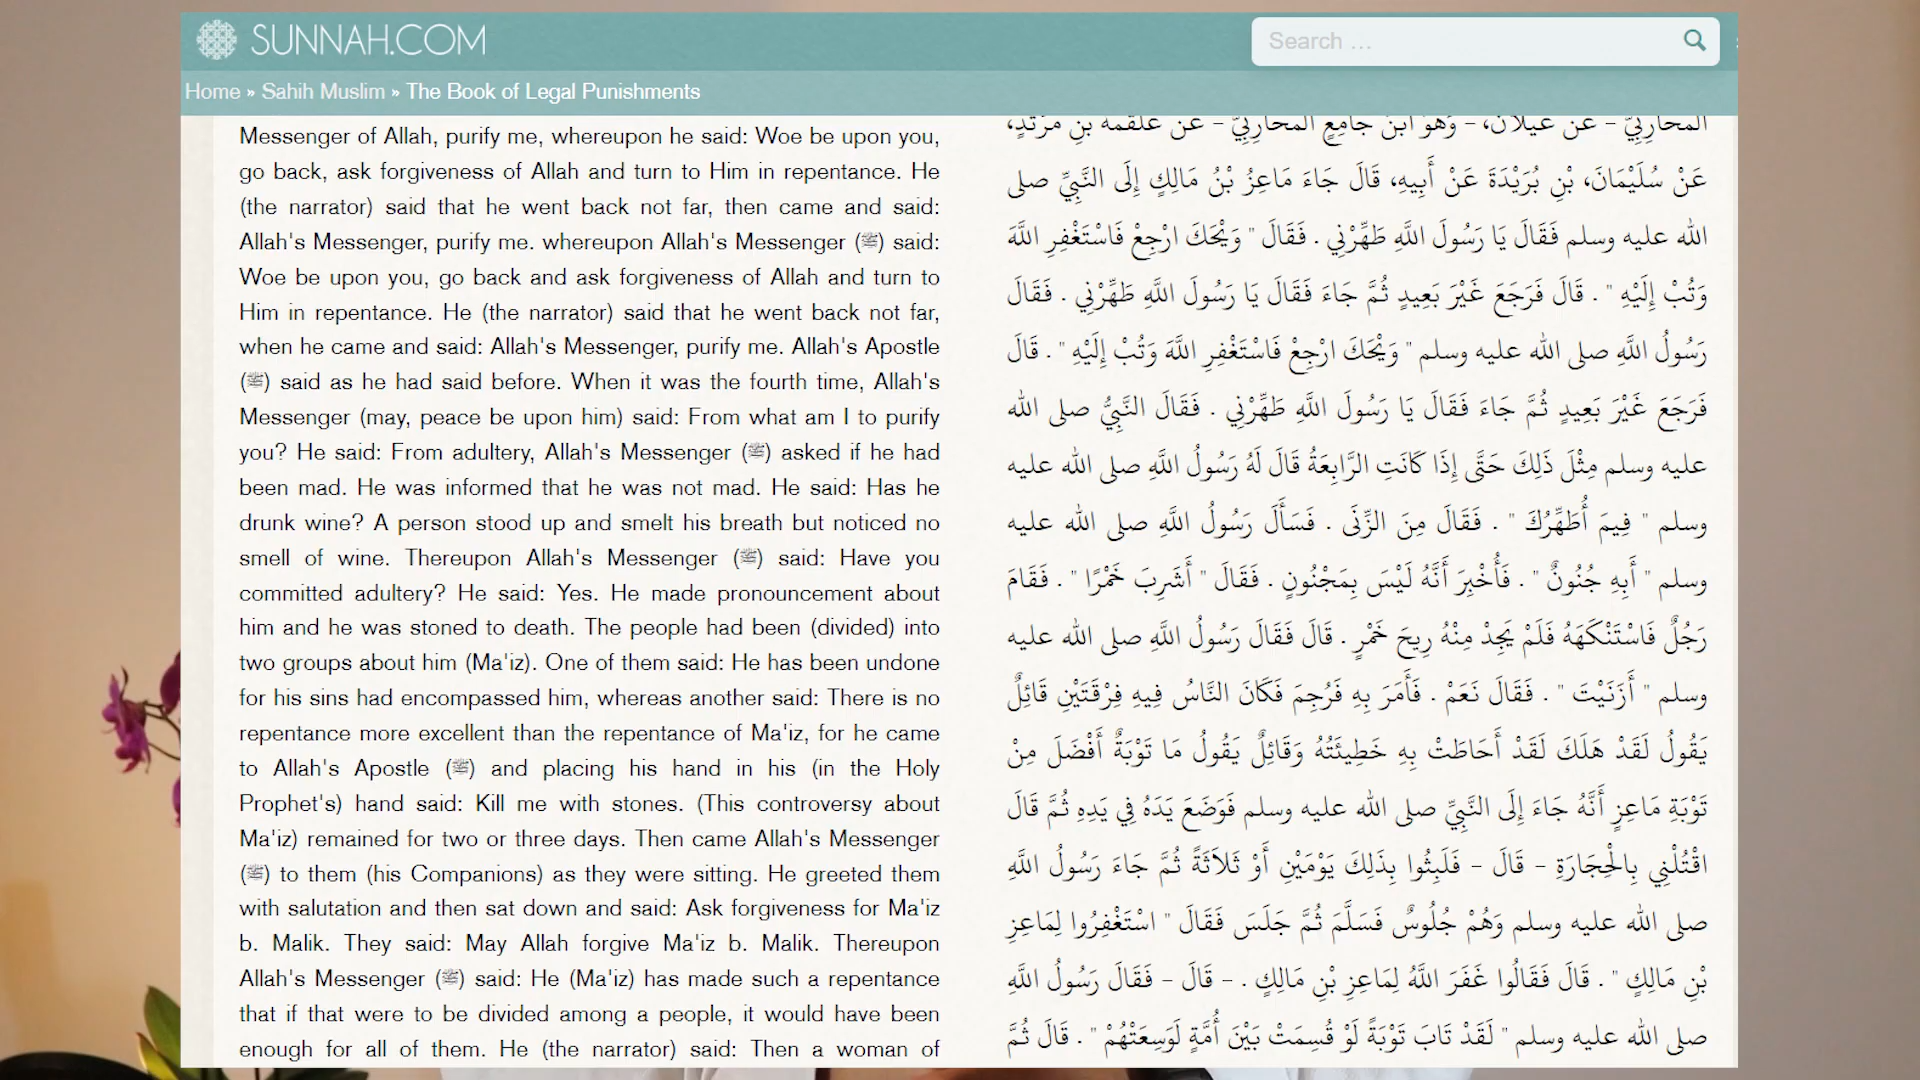 SUNNAH.COM
Search ...
Home » Sahih Muslim » The Book of Legal Punishments
Messenger of Allah, purify me, whereupon he said: Woe be upon you,
go back, ask forgiveness of Allah and turn to Him in repentance. He
(the narrator) said that he went back not far, then came and said:
Allah's Messenger, purify me. whereupon Allah's Messenger (ﷺ) said:
Woe be upon you, go back and ask forgiveness of Allah and turn to
Him in repentance. He (the narrator) said that he went back not far,
when he came and said: Allah's Messenger, purify me. Allah's Apostle
(ﷺ) said as he had said before. When it was the fourth time, Allah's
Messenger (may, peace be upon him) said: From what am I to purify
you? He said: From adultery, Allah's Messenger (ﷺ) asked if he had
been mad. He was informed that he was not mad. He said: Has he
drunk wine? A person stood up and smelt his breath but noticed no
smell of wine. Thereupon Allah's Messenger (ﷺ) said: Have you
committed adultery? He said: Yes. He made pronouncement about
him and he was stoned to death. The people had been (divided) into
two groups about him (Ma'iz). One of them said: He has been undone
for his sins had encompassed him, whereas another said: There is no
repentance more excellent than the repentance of Ma'iz, for he came
to Allah's Apostle (ﷺ) and placing his hand in his (in the Holy
Prophet's) hand said: Kill me with stones. (This controversy about
Ma'iz) remained for two or three days. Then came Allah's Messenger
(ﷺ) to them (his Companions) as they were sitting. He greeted them
with salutation and then sat down and said: Ask forgiveness for Ma'iz
b. Malik. They said: May Allah forgive Ma'iz b. Malik. Thereupon
Allah's Messenger (ﷺ) said: He (Ma'iz) has made such a repentance
that if that were to be divided among a people, it would have been
enough for all of them. He (the narrator) said: Then a woman of
المحاربي - عن غيلان، - وهو ابن جامع المحاربي - عن علقمة بن مرثد،
عَنْ سُلَيْمَانَ، بْنِ بُرَيْدَةَ عَنْ أَبِيهِ، قَالَ جَاءَ مَاعِزُ بْنُ مَالِكٍ إِلَى النَّبِيِّ صلى
الله عليه وسلم فَقَالَ يَا رَسُولَ اللَّهِ طَهِّرْنِي . فَقَالَ " وَيْحَكَ ارْجِعْ فَاسْتَغْفِرِ اللَّهَ
وَتُبْ إِلَيْهِ " . قَالَ فَرَجَعَ غَيْرَ بَعِيدٍ ثُمَّ جَاءَ فَقَالَ يَا رَسُولَ اللَّهِ طَهِّرْنِي . فَقَالَ
رَسُولُ اللَّهِ صلى الله عليه وسلم " وَيْحَكَ ارْجِعْ فَاسْتَغْفِرِ اللَّهَ وَتُبْ إِلَيْهِ " . قَالَ
فَرَجَعَ غَيْرَ بَعِيدٍ ثُمَّ جَاءَ فَقَالَ يَا رَسُولَ اللَّهِ طَهِّرْنِي . فَقَالَ النَّبِيُّ صلى الله
عليه وسلم مِثْلَ ذَلِكَ حَتَّى إِذَا كَانَتِ الرَّابِعَةُ قَالَ لَهُ رَسُولُ اللَّهِ صلى الله عليه
وسلم " فِيمَ أُطَهِّرُكَ " . فَقَالَ مِنَ الزِّنَى . فَسَأَلَ رَسُولُ اللَّهِ صلى الله عليه
وسلم " أَبِهِ جُنُونٌ " . فَأُخْبِرَ أَنَّهُ لَيْسَ بِمَجْنُونٍ . فَقَالَ " أَشَرِبَ خَمْرًا " . فَقَامَ
رَجُلٌ فَاسْتَنْكَهَهُ فَلَمْ يَجِدْ مِنْهُ رِيحَ خَمْرٍ . قَالَ فَقَالَ رَسُولُ اللَّهِ صلى الله عليه
وسلم " أَزَنَيْتَ " . فَقَالَ نَعَمْ . فَأَمَرَ بِهِ فَرُجِمَ فَكَانَ النَّاسُ فِيهِ فِرْقَتَيْنِ قَائِلٌ
يَقُولُ لَقَدْ هَلَكَ لَقَدْ أَحَاطَتْ بِهِ خَطِيئَتُهُ وَقَائِلٌ يَقُولُ مَا تَوْبَةٌ أَفْضَلَ مِنْ
تَوْبَةِ مَاعِزٍ أَنَّهُ جَاءَ إِلَى النَّبِيِّ صلى الله عليه وسلم فَوَضَعَ يَدَهُ فِي يَدِهِ ثُمَّ قَالَ
اقْتُلْنِي بِالْحِجَارَةِ - قَالَ - فَلَبِثُوا بِذَلِكَ يَوْمَيْنِ أَوْ ثَلاَثَةً ثُمَّ جَاءَ رَسُولُ اللَّهِ
صلى الله عليه وسلم وَهُمْ جُلُوسٌ فَسَلَّمَ ثُمَّ جَلَسَ فَقَالَ " اسْتَغْفِرُوا لِمَاعِزِ
بْنِ مَالِكٍ " . قَالَ فَقَالُوا غَفَرَ اللَّهُ لِمَاعِزِ بْنِ مَالِكٍ . - قَالَ - فَقَالَ رَسُولُ اللَّهِ
صلى الله عليه وسلم " لَقَدْ تَابَ تَوْبَةً لَوْ قُسِمَتْ بَيْنَ أُمَّةٍ لَوَسِعَتْهُمْ " . قَالَ ثُمَّ